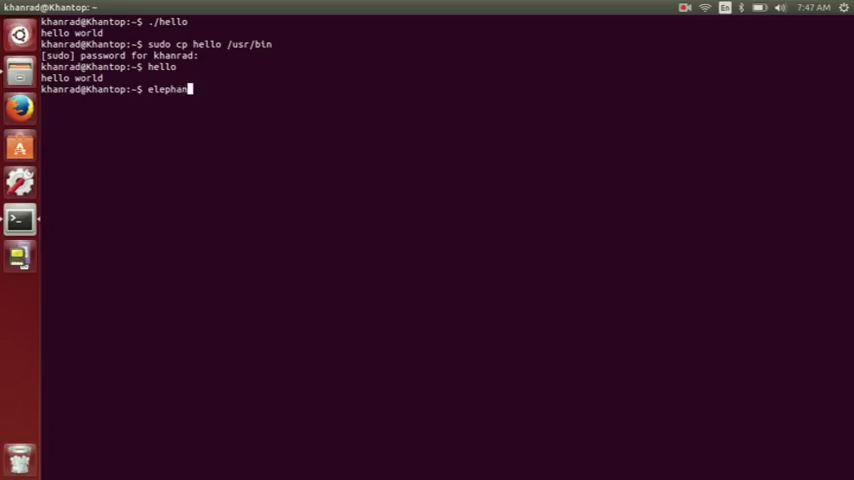 khanrad@Khantop: ~
En
7:47 AM
khanrad@Khantop:~$ ./hello
hello world
khanrad@Khantop:~$ sudo cp hello /usr/bin
[sudo] password for khanrad:
khanrad@Khantop:~$ hello
hello world
khanrad@Khantop:~$ elephan